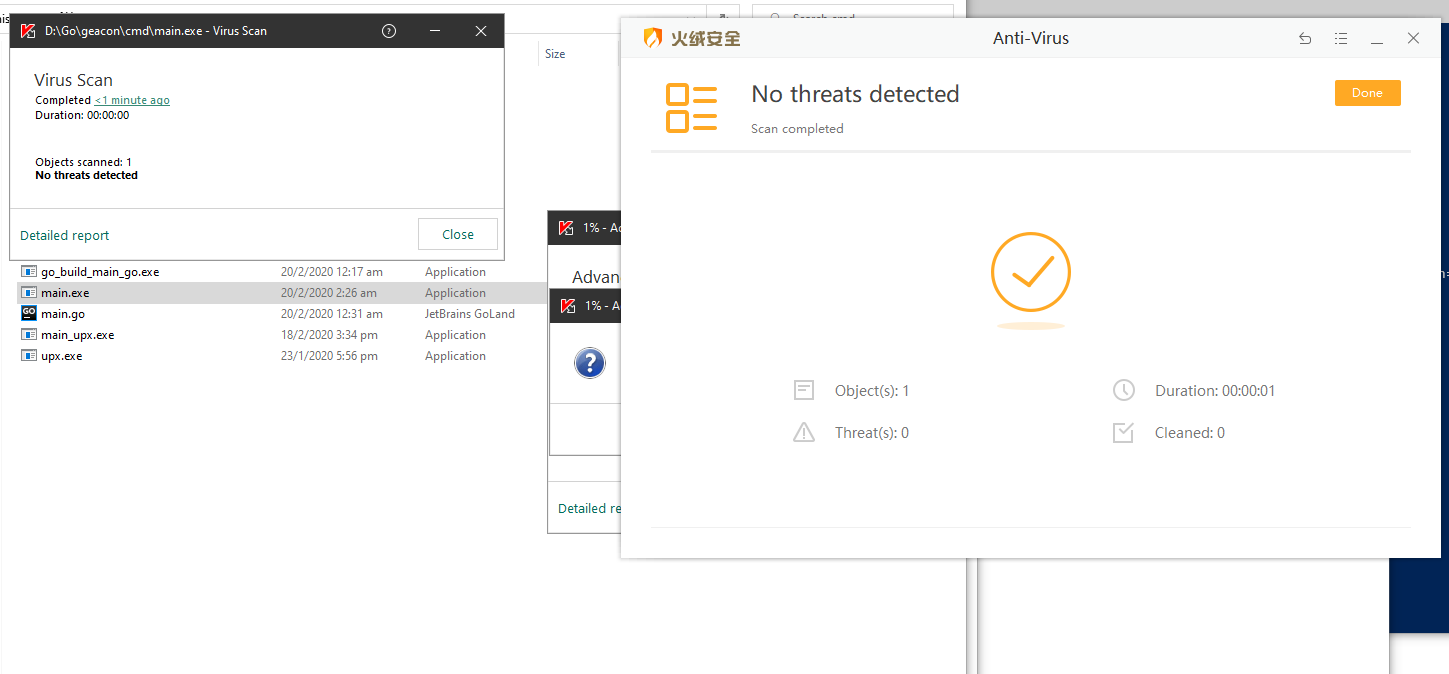 D:\Go\geacon\cmd\main.exe - Virus Scan
Virus Scan
Completed <1 minute ago
Duration: 00:00:00
Objects scanned: 1
No threats detected
Detailed report
Close
Size
go_build_main_go.exe 20/2/2020 12:17 am Application
main.exe 20/2/2020 2:26 am Application
main.go 20/2/2020 12:31 am JetBrains GoLand
main_upx.exe 18/2/2020 3:34 pm Application
upx.exe 23/1/2020 5:56 pm Application
1% - A
Advan
1% - A
Detailed re
火绒安全
Anti-Virus
No threats detected
Done
Scan completed
Object(s): 1
Duration: 00:00:01
Threat(s): 0
Cleaned: 0